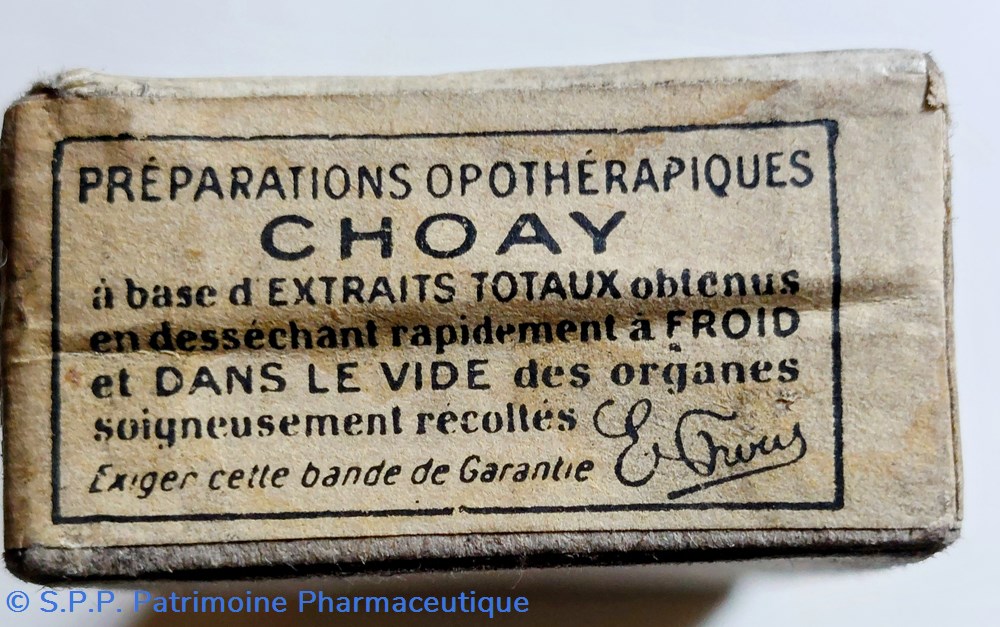 PRÉPARATIONS OPOTHÉRAPIQUES
CHOAY
à base d'EXTRAITS TOTAUX obtenus
en desséchant rapidement à FROID
et DANS LE VIDE des organes
soigneusement récoltés
Exiger cette bande de Garantie
© S.P.P. Patrimoine Pharmaceutique